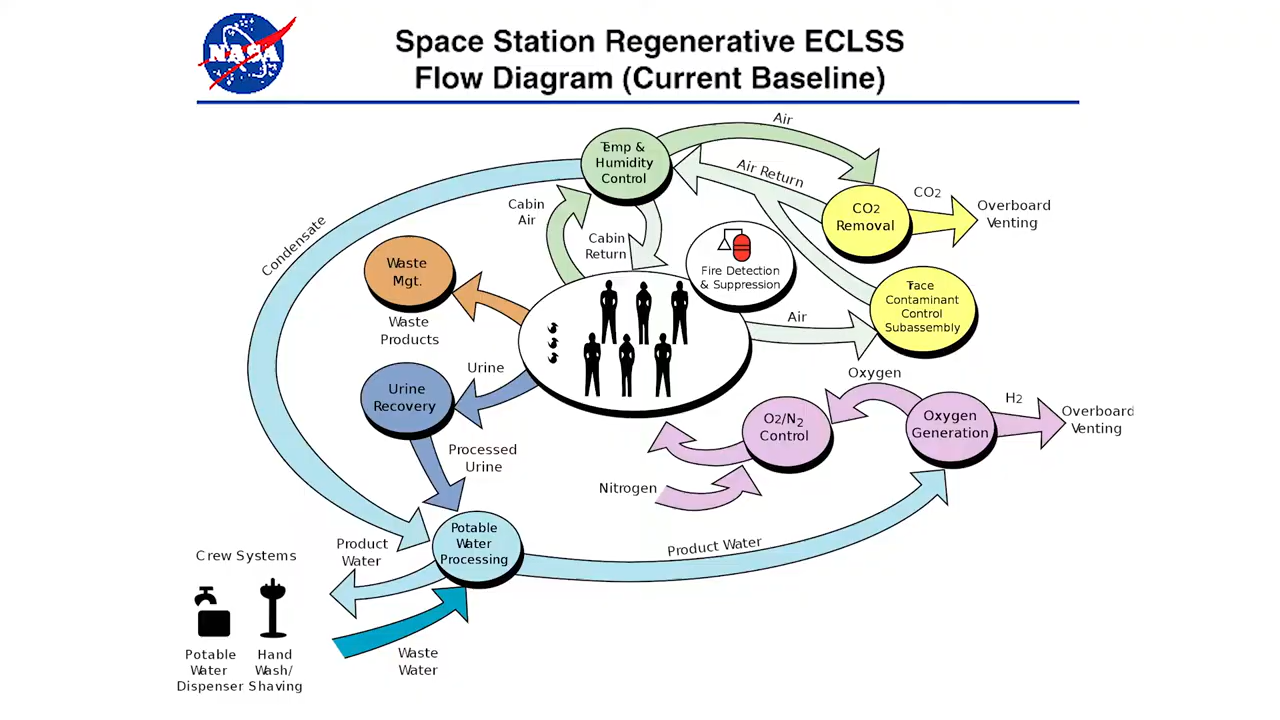 NASA
Space Station Regenerative ECLSS
Flow Diagram (Current Baseline)
Air
Temp &
Humidity
Control
Air Return
CO2
Removal
CO2
Overboard
Venting
Cabin
Air
Cabin
Return
Condensate
Fire Detection
& Suppression
Waste
Mgt.
Waste
Products
Trace
Contaminant
Control
Subassembly
Air
Urine
Urine
Recovery
Oxygen
O2/N2
Control
Oxygen
Generation
H2
Overboard
Venting
Processed
Urine
Nitrogen
Potable
Water
Processing
Product Water
Product
Water
Crew Systems
Waste
Water
Potable
Water
Dispenser
Hand
Wash/
Shaving